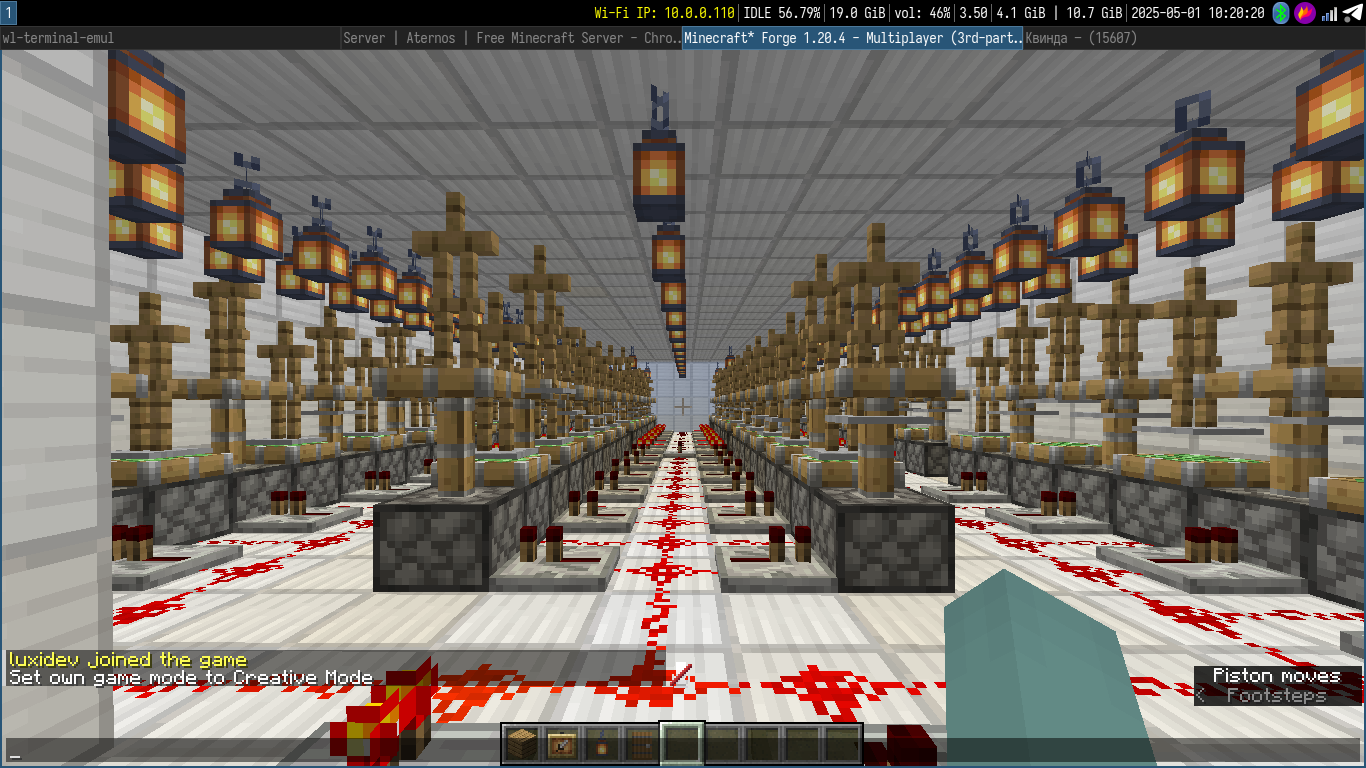 1
Wi-Fi IP: 10.0.0.110 | IDLE 56.79% | 19.0 GiB | vol: 46% | 3.50 | 4.1 GiB | 10.7 GiB | 2025-05-01 10:20:20
wl-terminal-emul
Server | Aternos | Free Minecraft Server - Chro..
Minecraft* Forge 1.20.4 - Multiplayer (3rd-part..
Квинда – (15607)
luxidev joined the game
Set own game mode to Creative Mode
Piston moves
< Footsteps
_